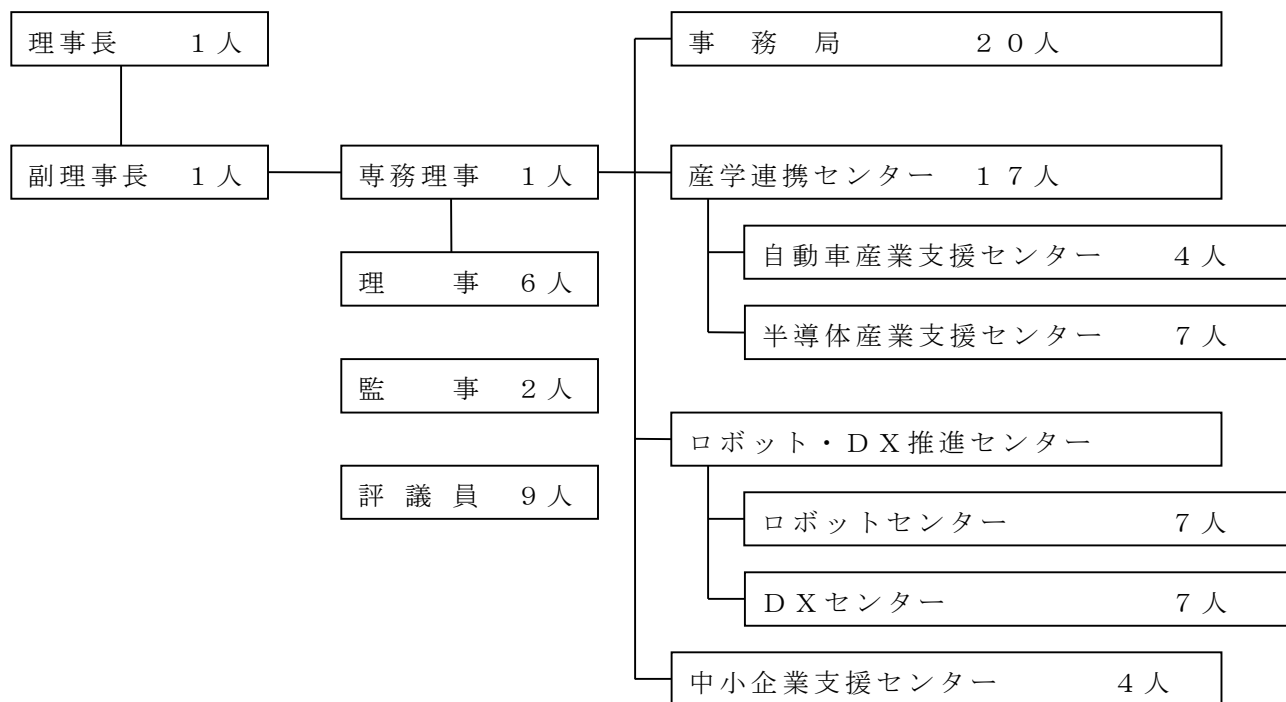 理事長　１人
副理事長　１人
専務理事　１人
理　　事　６人
監　　事　２人
評 議 員　９人
事　務　局　　２０人
産学連携センター　１７人
自動車産業支援センター　４人
半導体産業支援センター　７人
ロボット・ＤＸ推進センター
ロボットセンター　７人
ＤＸセンター　７人
中小企業支援センター　４人